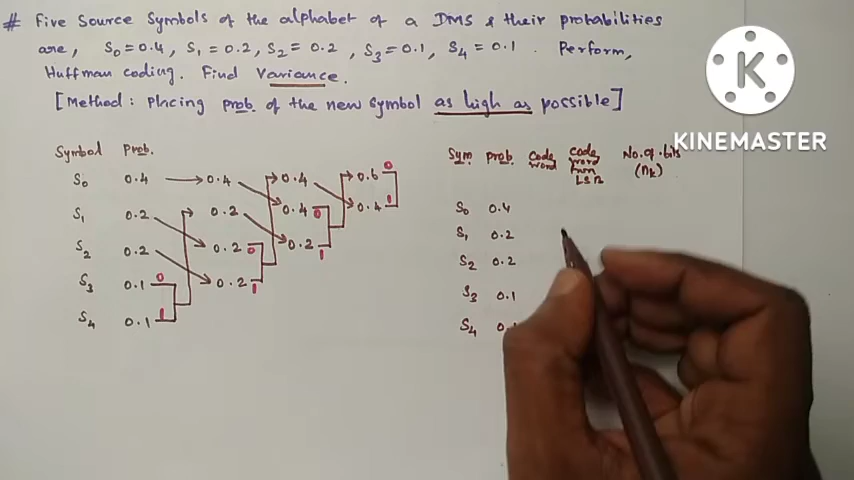 # Five Source Symbols of the alphabet of a DMS & their probabilities
are, S0 = 0.4, S1 = 0.2, S2 = 0.2, S3 = 0.1, S4 = 0.1. Perform,
Huffman coding. Find Variance.
[Method: Placing prob. of the new symbol as high as possible]
K
KINEMASTER
Symbol Prob.
S0 0.4 0.4 0.4 0.6 0
S1 0.2 0.2 0.4 0 0.4 1
S2 0.2 0.2 0 0.2 1
S3 0.1 0 0.2 1
S4 0.1 1
Sym Prob. Code word Code word from No. of. bits (nk)
S0 0.4
S1 0.2
S2 0.2
S3 0.1
S4